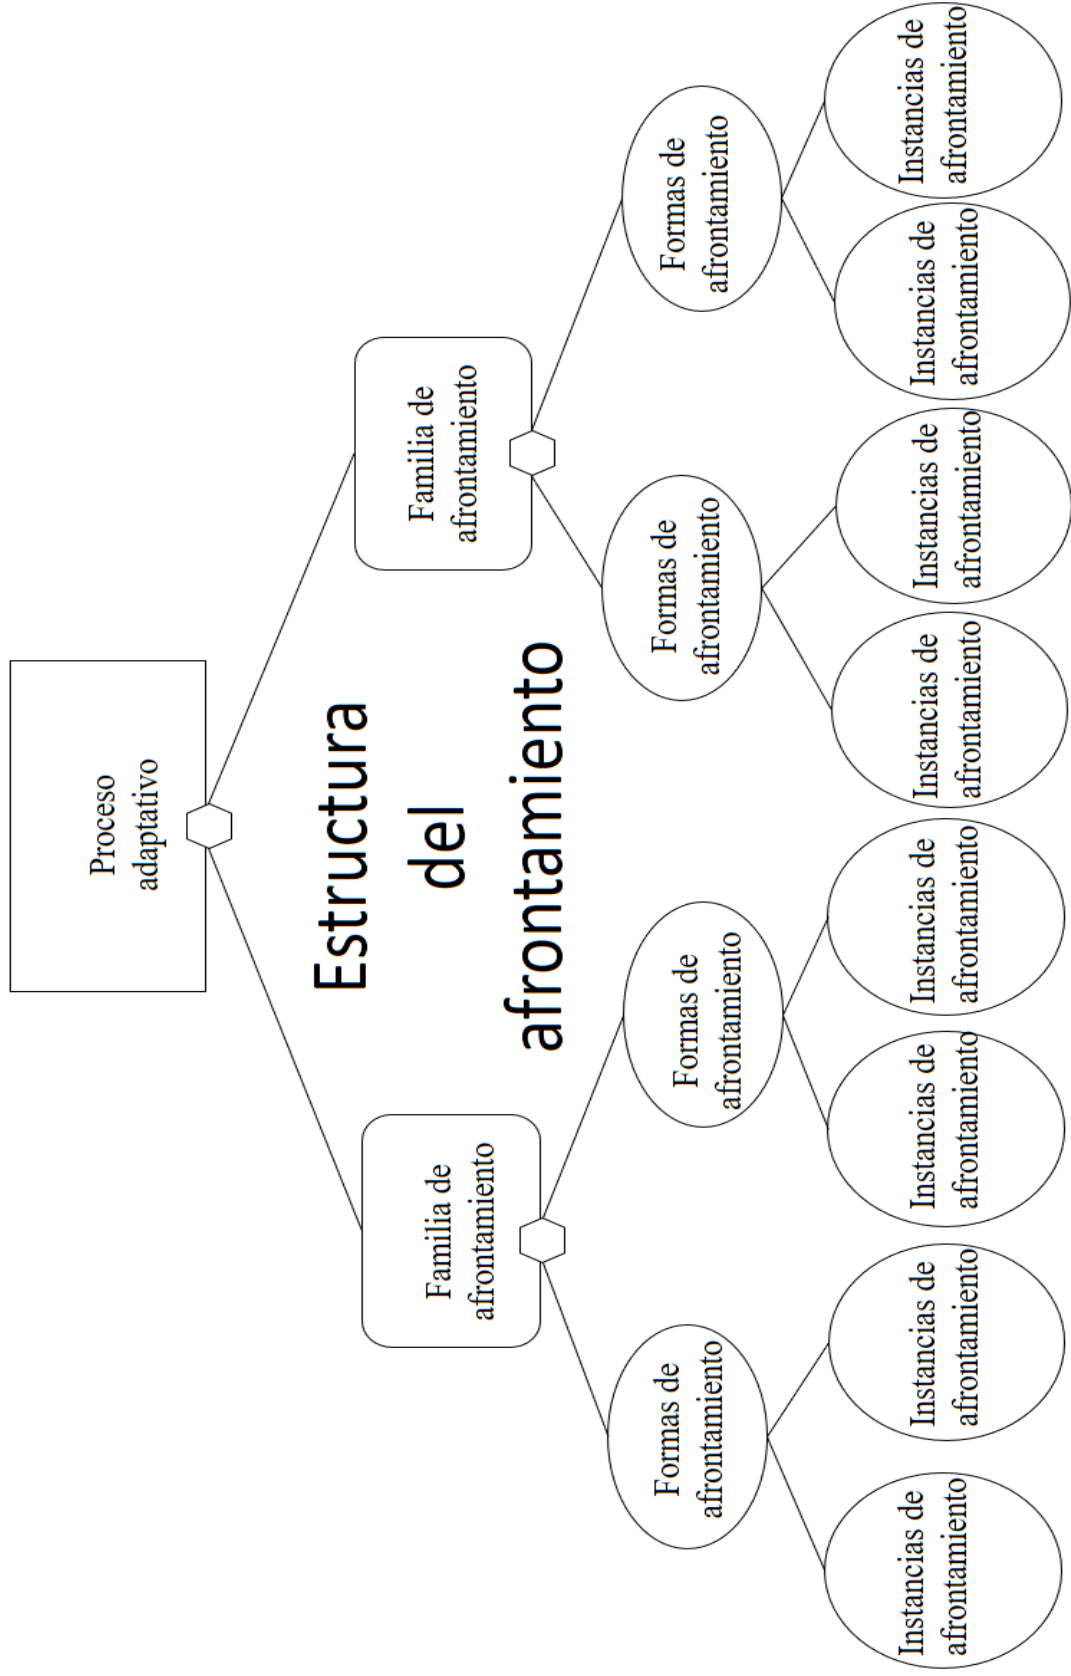 Proceso
adaptativo
Estructura
del
afrontamiento
Familia de
afrontamiento
Familia de
afrontamiento
Formas de
afrontamiento
Formas de
afrontamiento
Formas de
afrontamiento
Formas de
afrontamiento
Instancias de
afrontamiento
Instancias de
afrontamiento
Instancias de
afrontamiento
Instancias de
afrontamiento
Instancias de
afrontamiento
Instancias de
afrontamiento
Instancias de
afrontamiento
Instancias de
afrontamiento